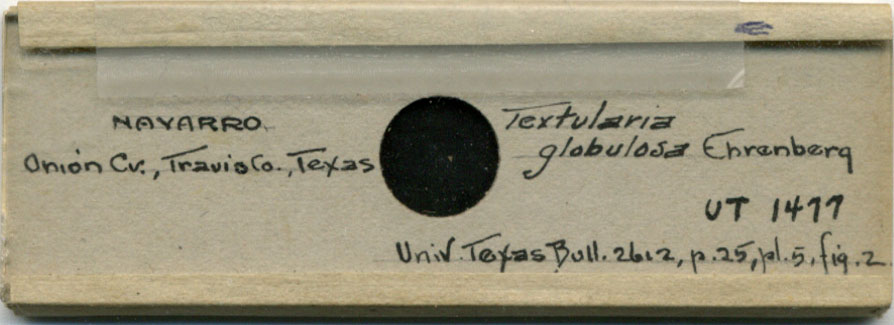 NAVARRO
Onion Cr., Travis Co., Texas
Textularia
globulosa Ehrenberg
UT 1477
Univ. Texas Bull. 2612, p. 25, pl. 5, fig. 2